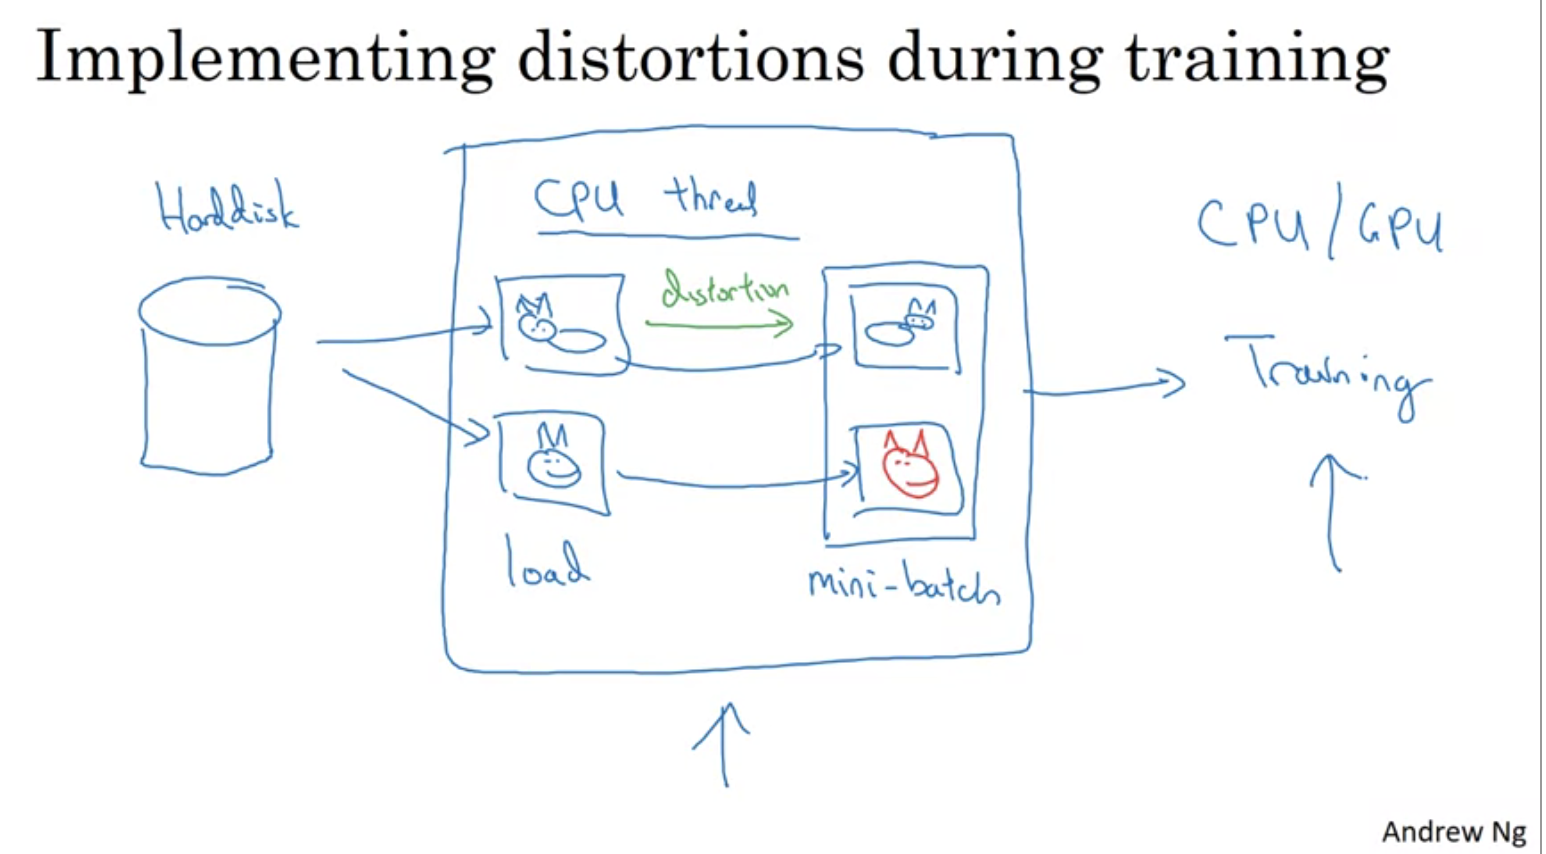 Implementing distortions during training
Harddisk
CPU thread
distortion
load
mini-batch
CPU/GPU
Training
Andrew Ng